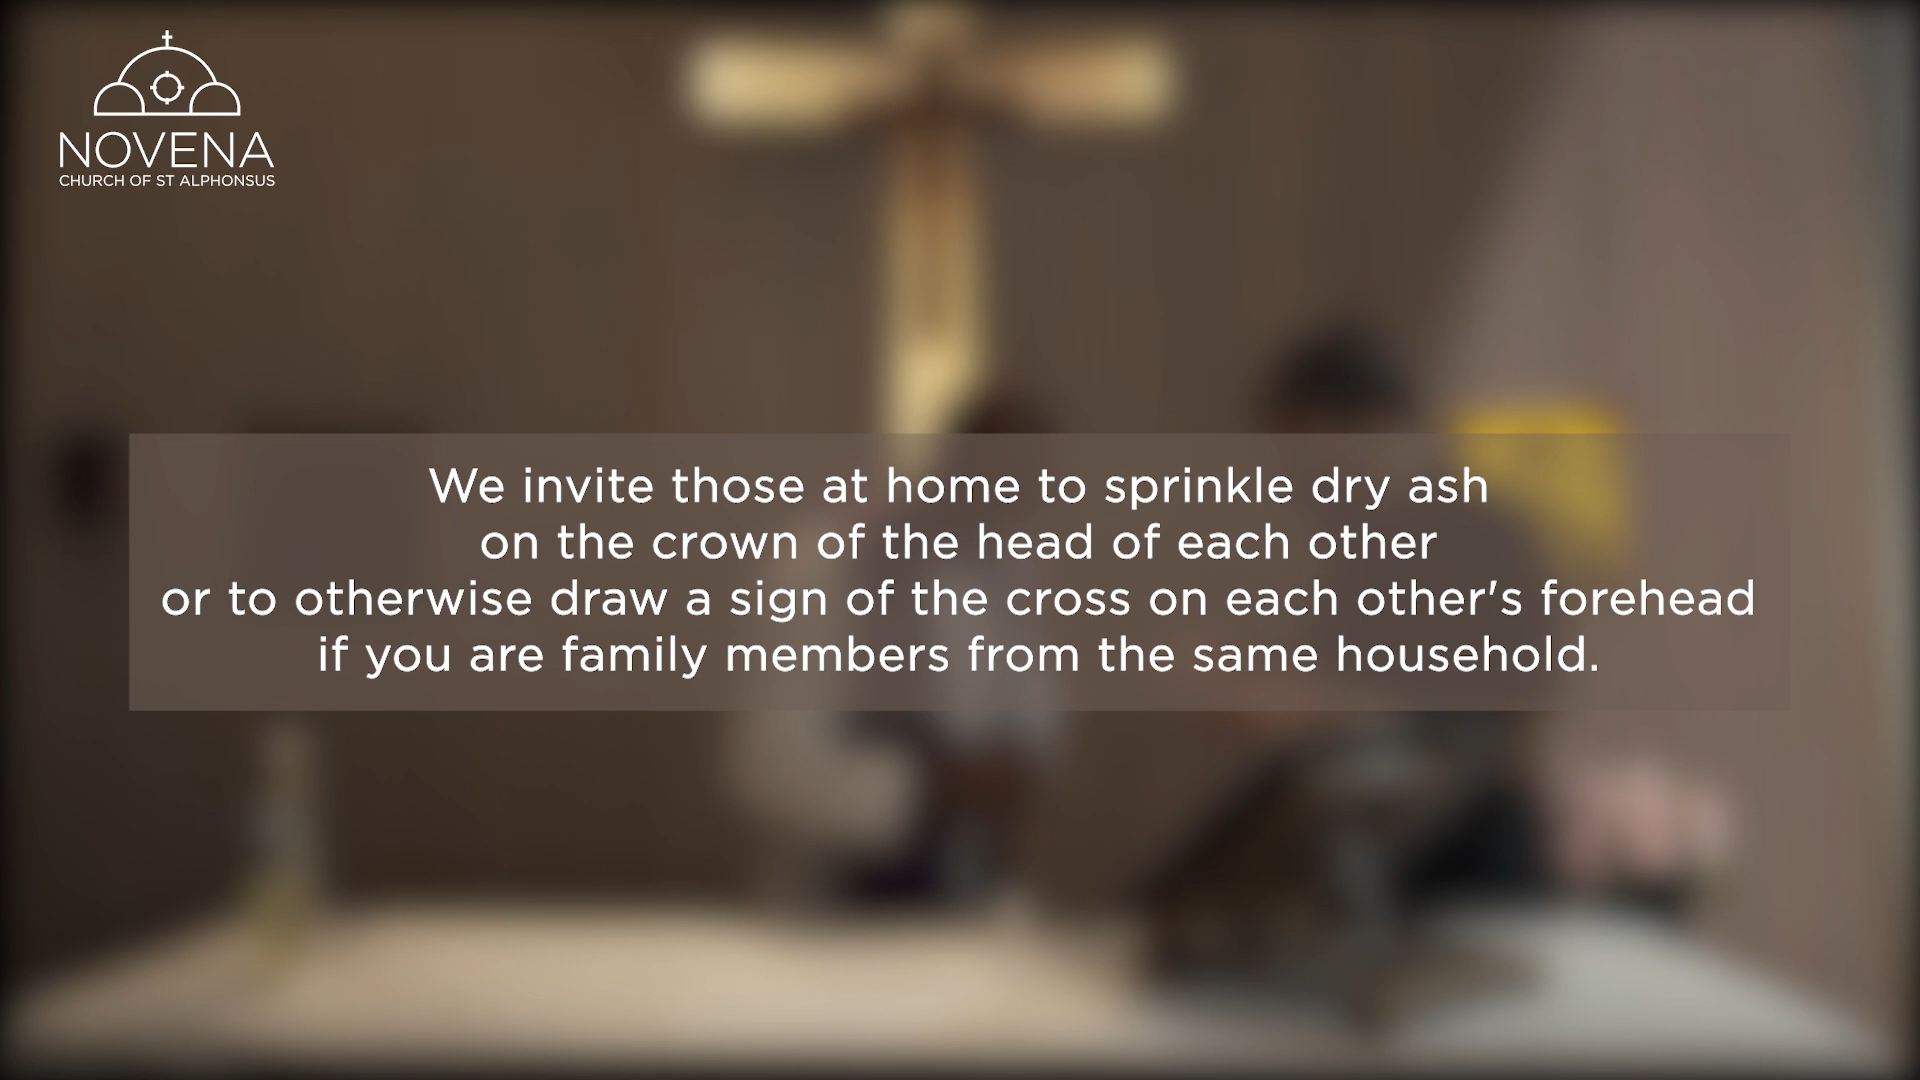 NOVENA
CHURCH OF ST ALPHONSUS
We invite those at home to sprinkle dry ash
on the crown of the head of each other
or to otherwise draw a sign of the cross on each other's forehead
if you are family members from the same household.